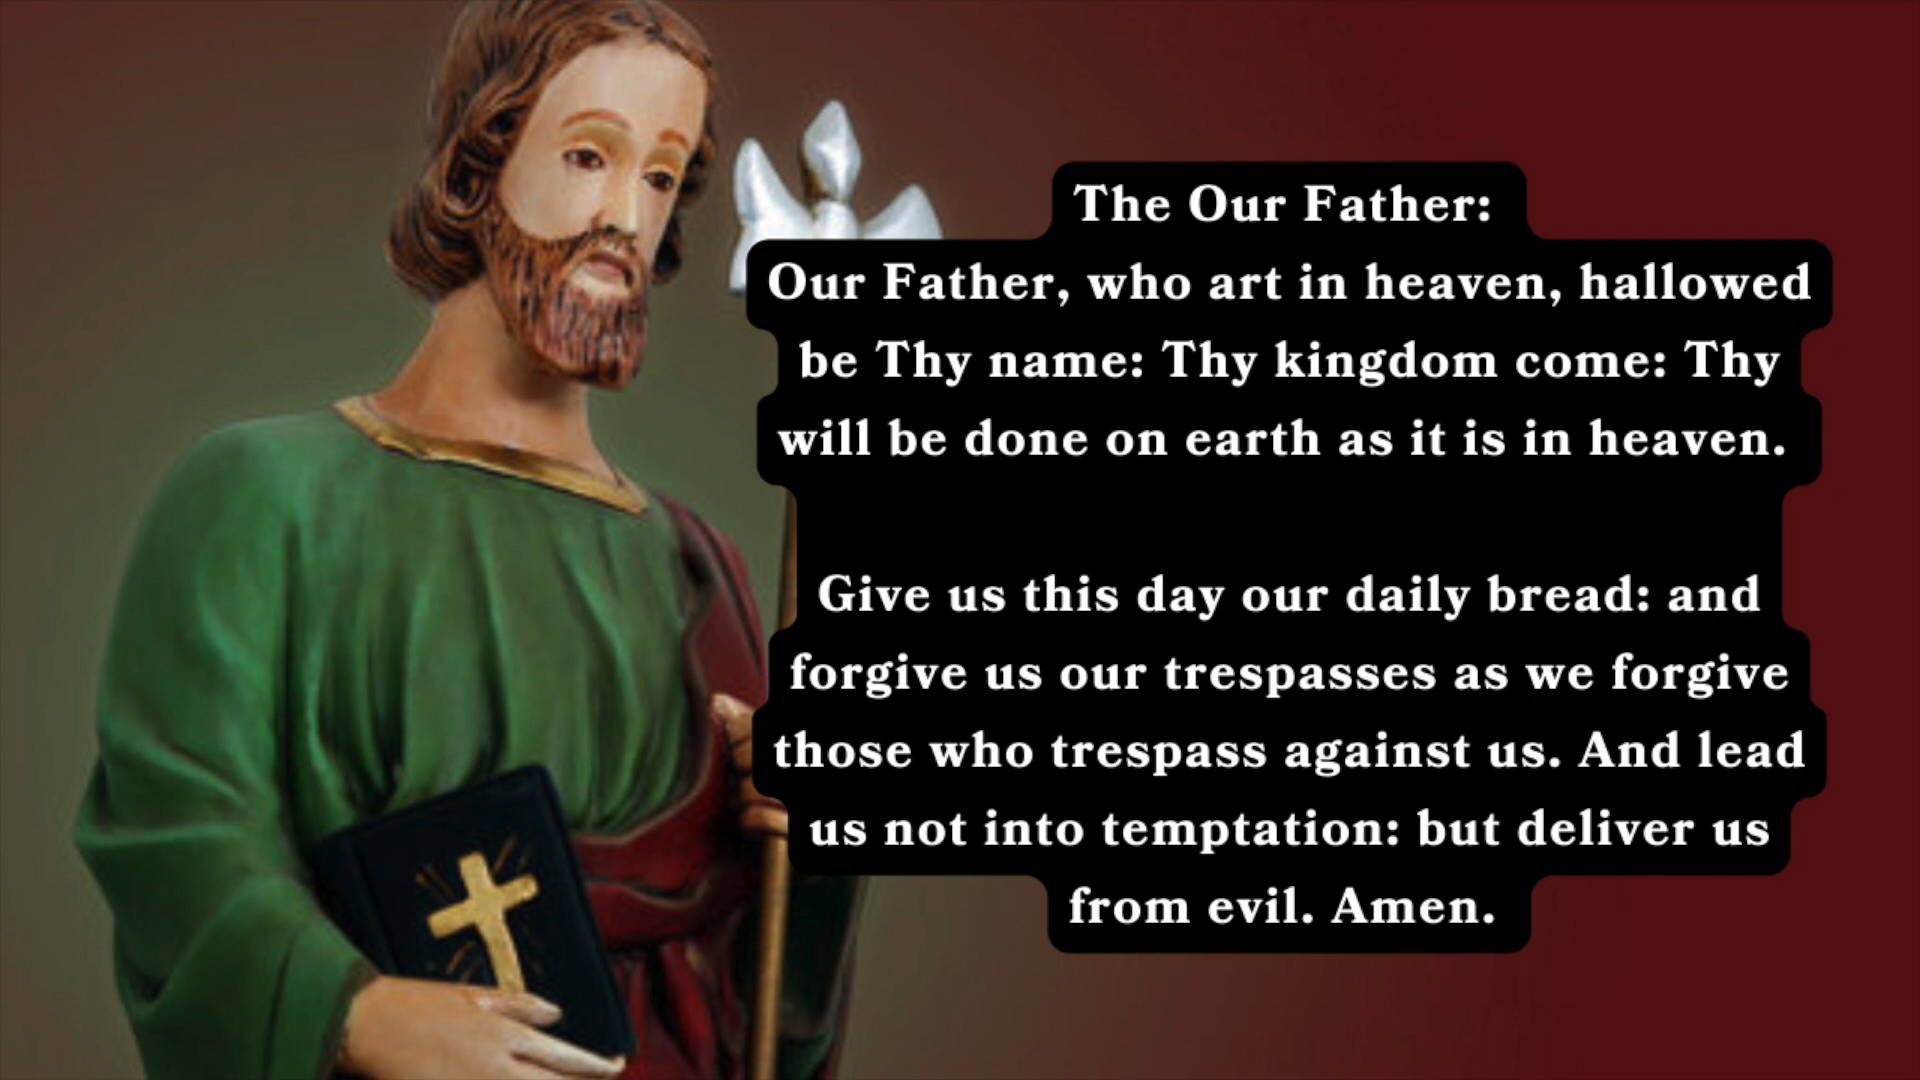 The Our Father:
Our Father, who art in heaven, hallowed
be Thy name: Thy kingdom come: Thy
will be done on earth as it is in heaven.
Give us this day our daily bread: and
forgive us our trespasses as we forgive
those who trespass against us. And lead
us not into temptation: but deliver us
from evil. Amen.